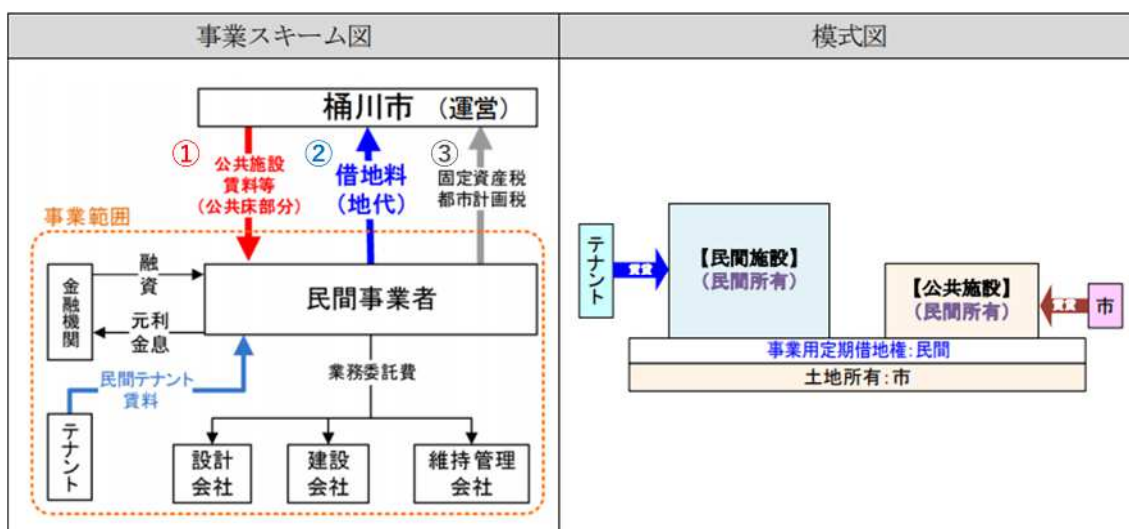 事業スキーム図
模式図
桶川市（運営）
①
公共施設
賃料等
（公共床部分）
②
借地料
（地代）
③
固定資産税
都市計画税
事業範囲
金融機関
融
資
元利
金息
民間事業者
民間テナント
賃料
テナント
業務委託費
設計
会社
建設
会社
維持管理
会社
テナント
賃貸
【民間施設】
（民間所有）
【公共施設】
（民間所有）
賃貸
市
事業用定期借地権:民間
土地所有:市